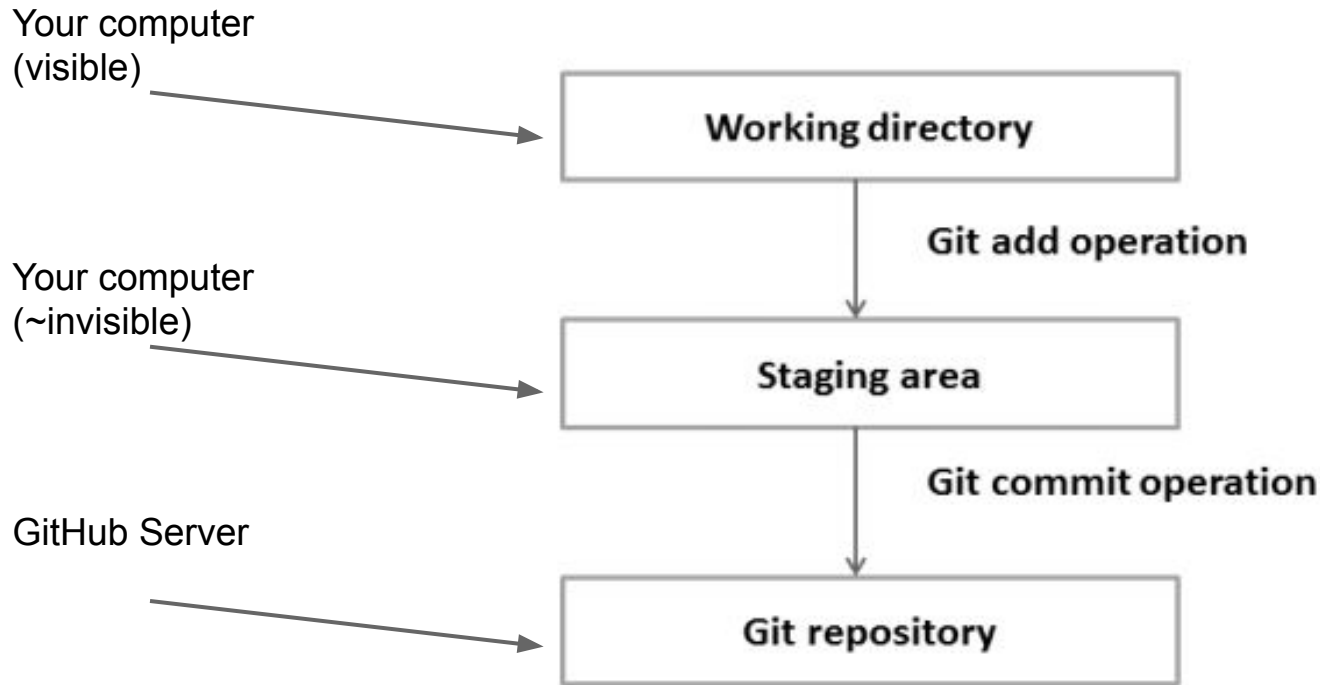 Your computer
(visible)
Working directory
Git add operation
Your computer
(~invisible)
Staging area
Git commit operation
GitHub Server
Git repository